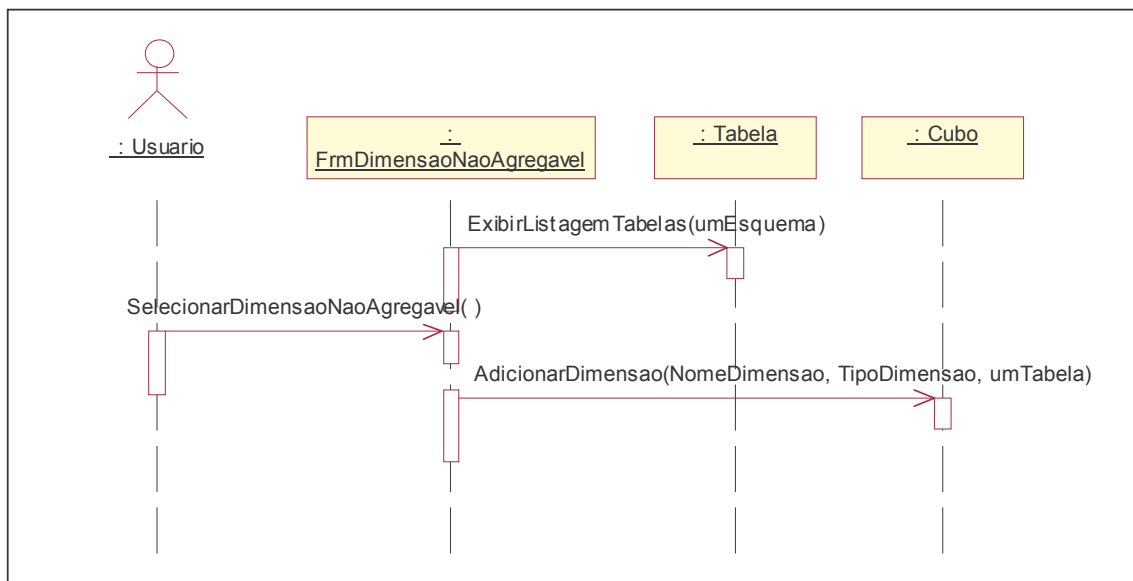 : Usuario
:
FrmDimensaoNaoAgregavel
: Tabela
: Cubo
ExibirListagemTabelas(umEsquema)
SelecionarDimensaoNaoAgregavel( )
AdicionarDimensao(NomeDimensao, TipoDimensao, umTabela)